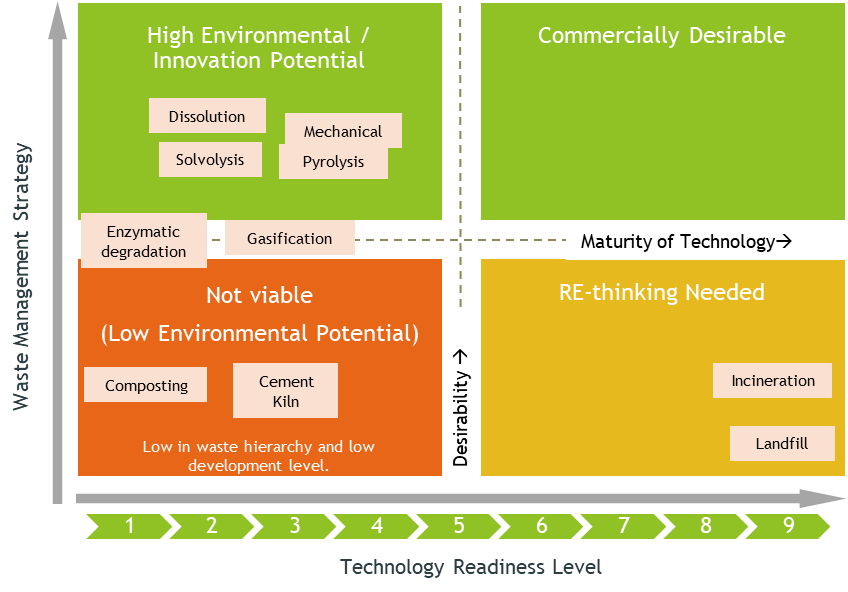 High Environmental /
Innovation Potential
Commercially Desirable
Dissolution
Mechanical
Solvolysis
Pyrolysis
Waste Management Strategy
Enzymatic
degradation
Gasification
Maturity of Technology→
Not viable
(Low Environmental Potential)
RE-thinking Needed
Desirability →
Composting
Cement
Kiln
Incineration
Landfill
Low in waste hierarchy and low
development level.
1 2 3 4 5 6 7 8 9
Technology Readiness Level